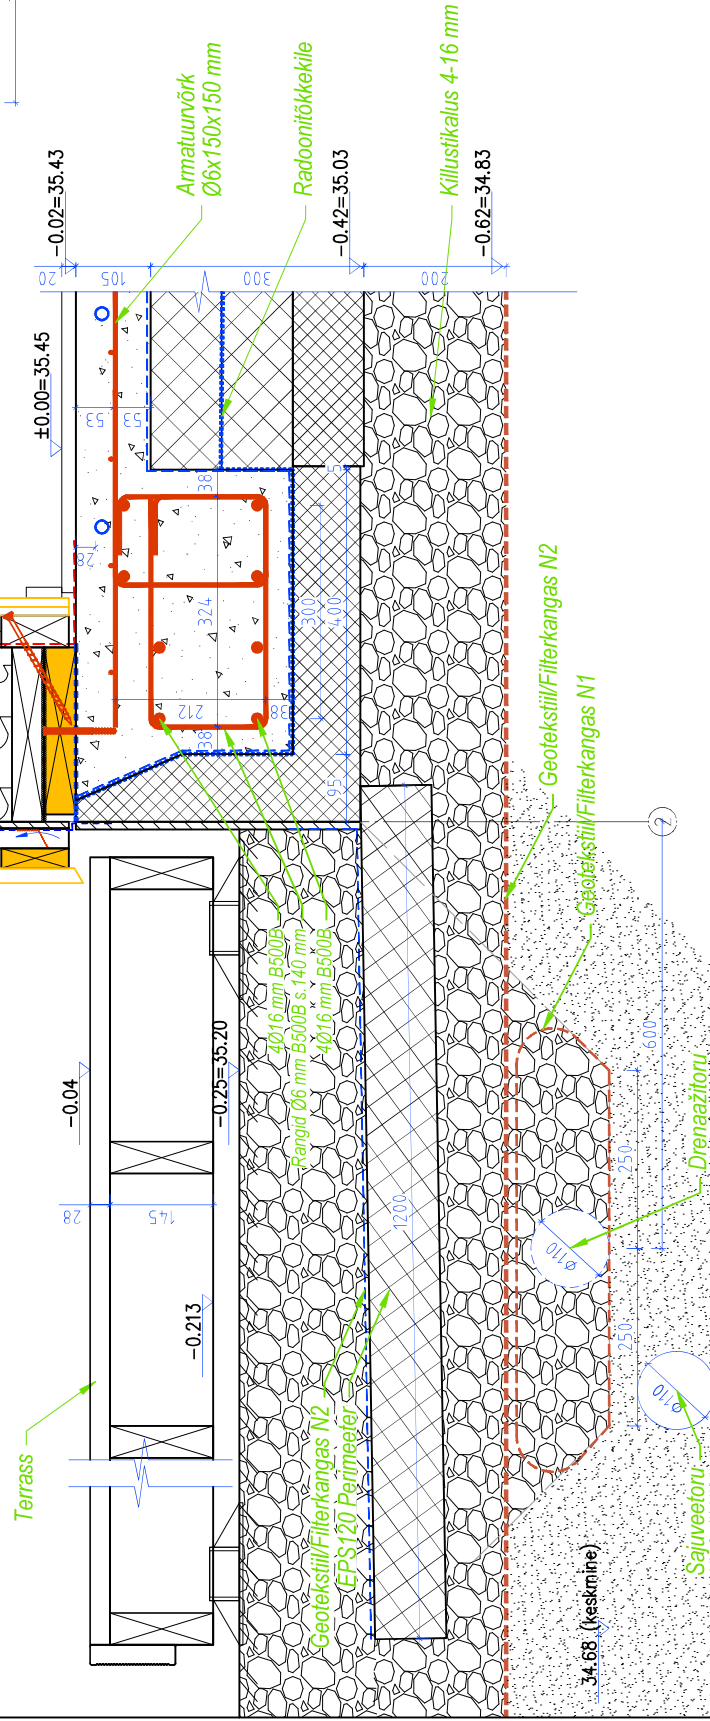 Terrass
-0.04
28
145
-0.213
-0.25=35.20
±0.00=35.45
-0.02=35.43
20
105
300
-0.42=35.03
200
-0.62=34.83
Armatuurvõrk
Ø6x150x150 mm
Radoonitõkkekile
Killustikalus 4-16 mm
53
53
28
38
324
38
212
38
300
400
5
95
4Ø16 mm B500B
Rangid Ø6 mm B500B s.140 mm
4Ø16 mm B500B
Geotekstiil/Filterkangas N2
EPS120 Perimeeter
1200
Geotekstiil/Filterkangas N2
Geotekstiil/Filterkangas N1
2
600
250
250
Ø110
Drenaažitoru
Ø110
Sajuveetoru
34.68 (keskmine)